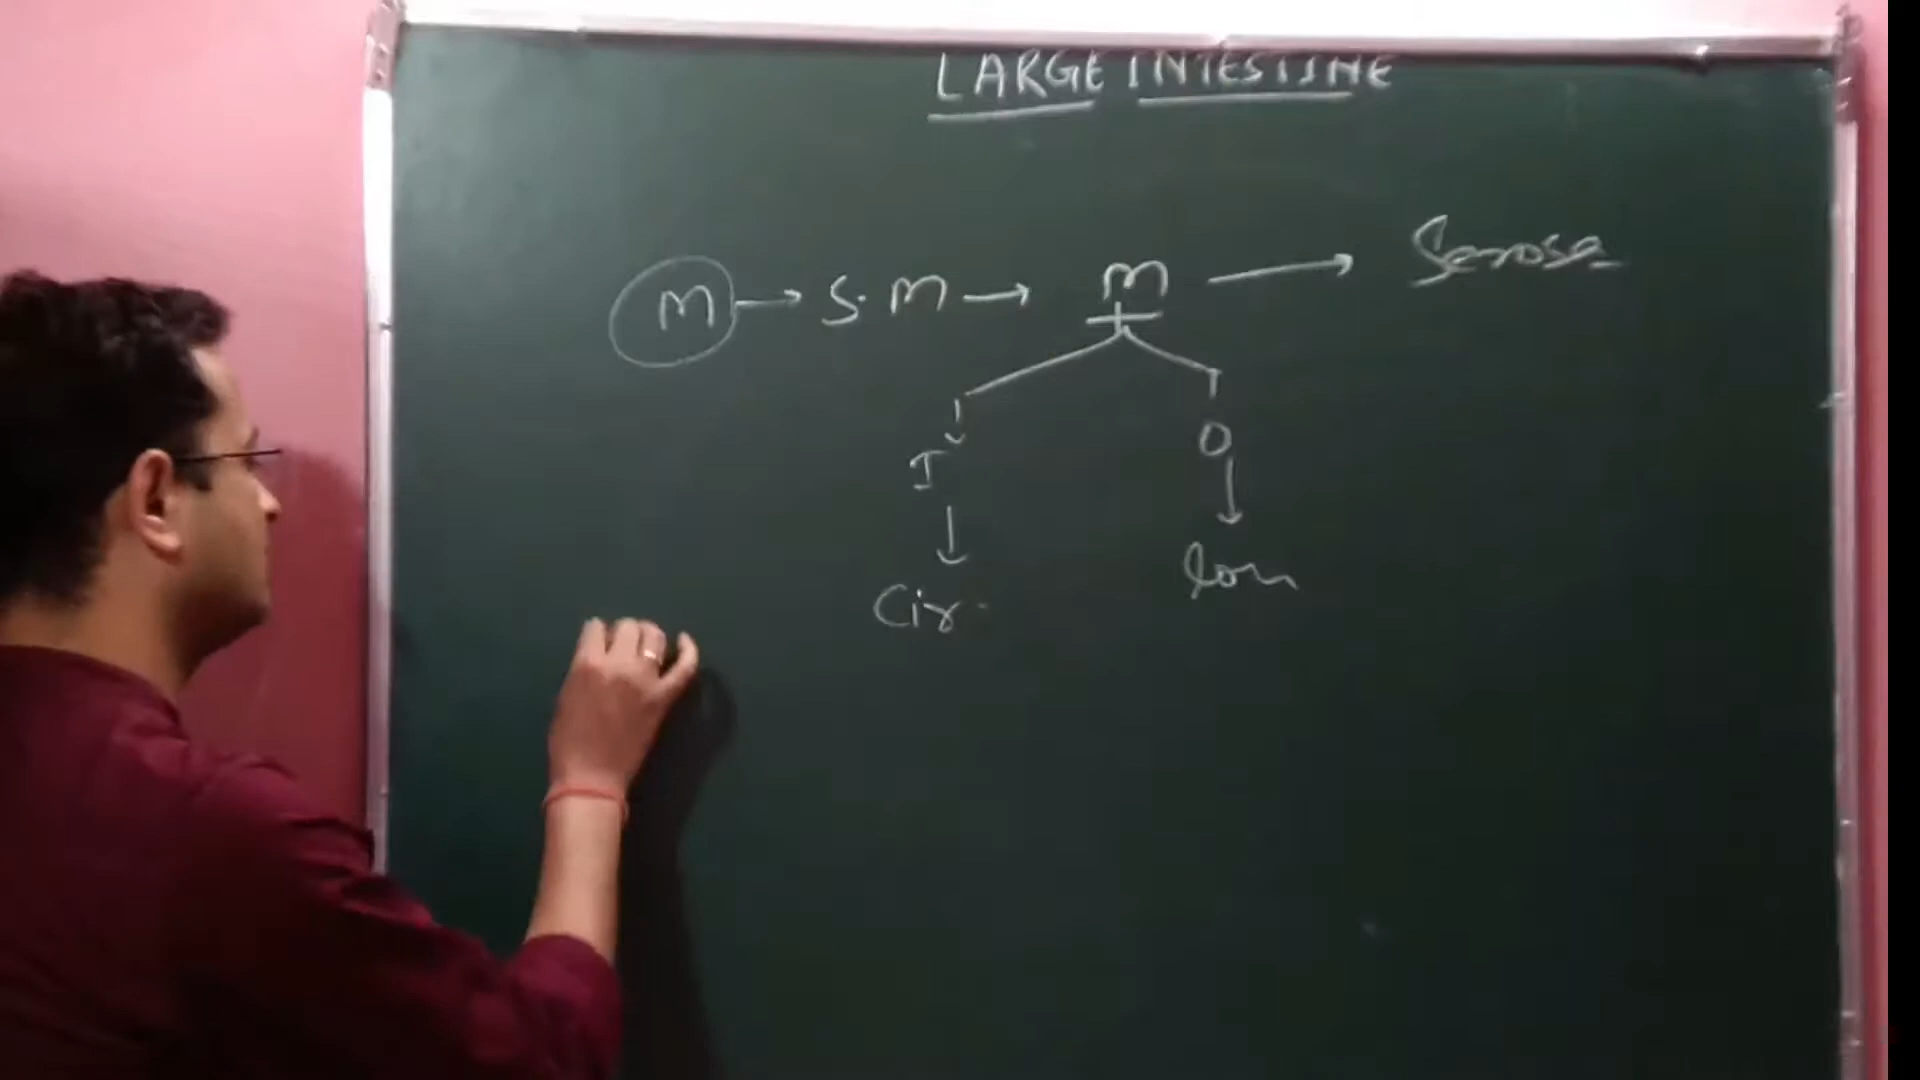 LARGE INTESTINE
M → S.M → M → Serosa
I O
Cir. lon